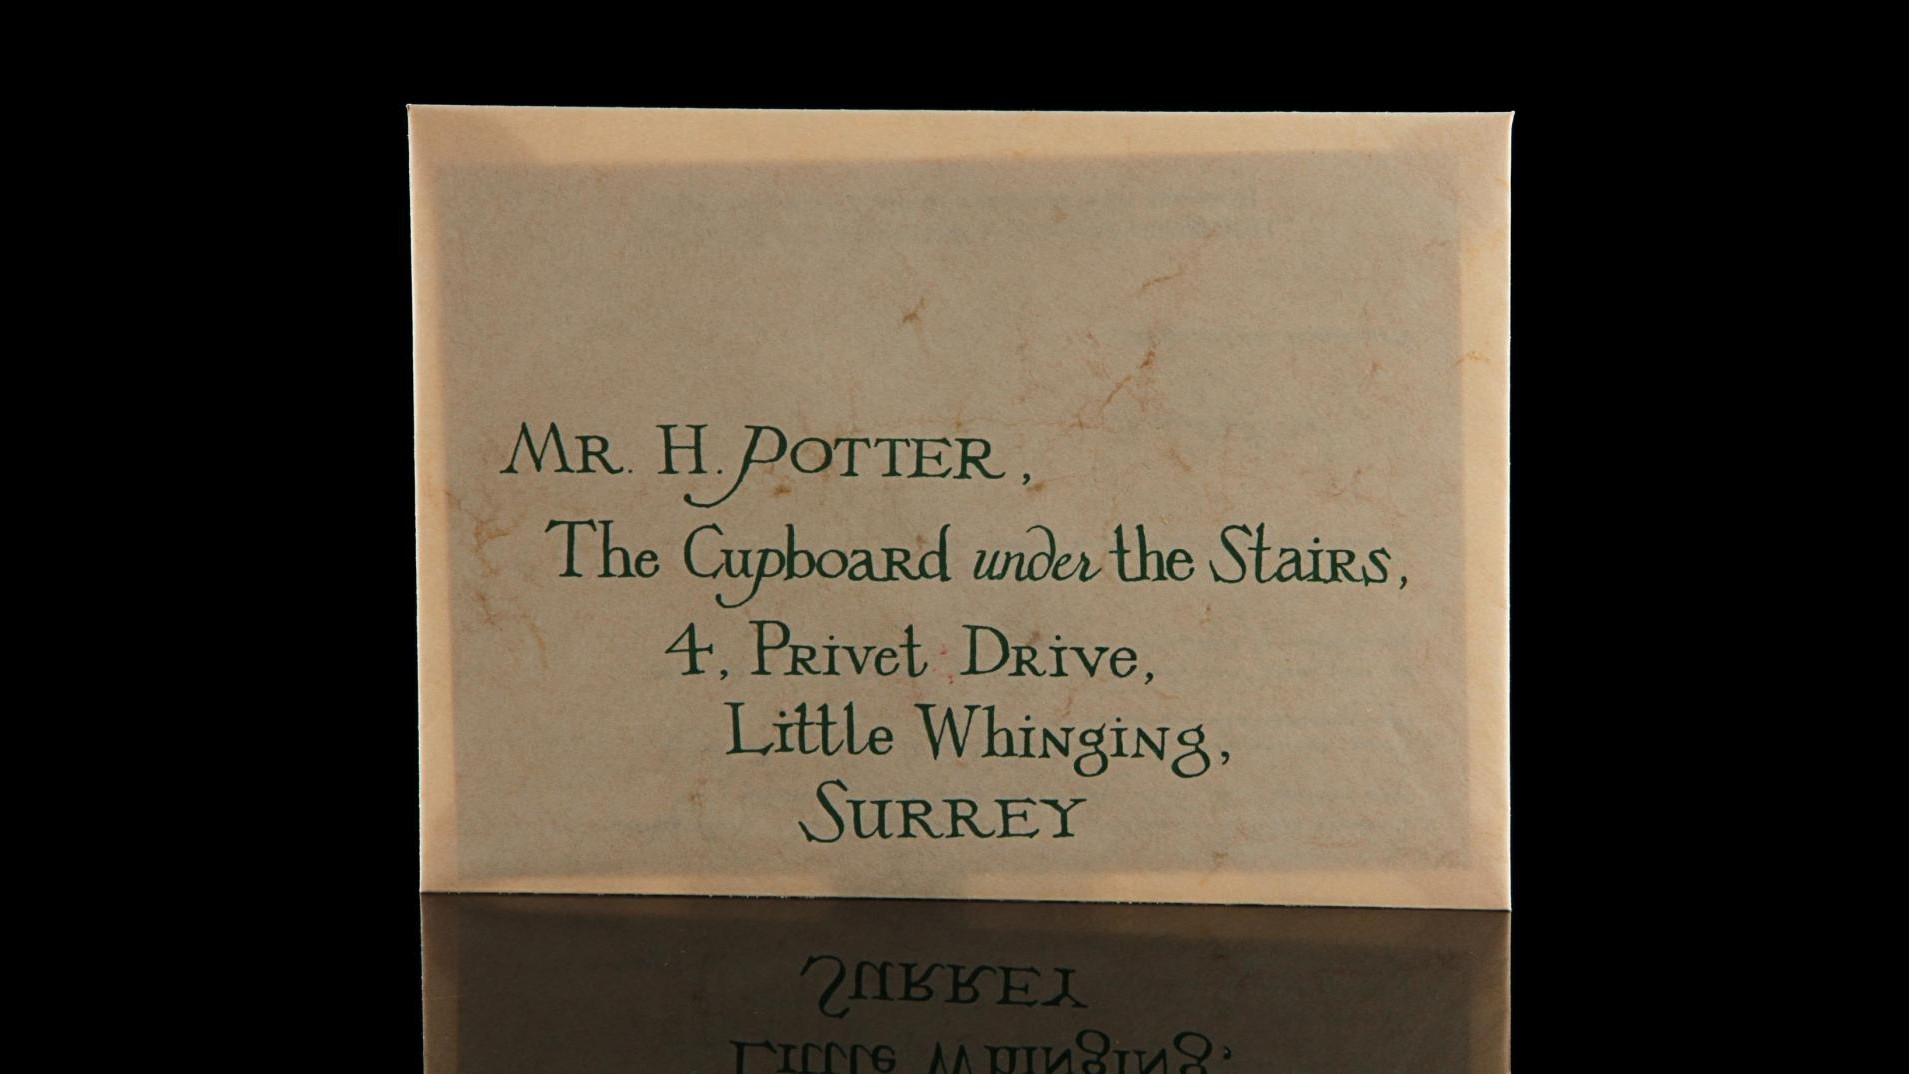 Mr. H. Potter,
The Cupboard under the Stairs,
4, Privet Drive,
Little Whinging,
Surrey